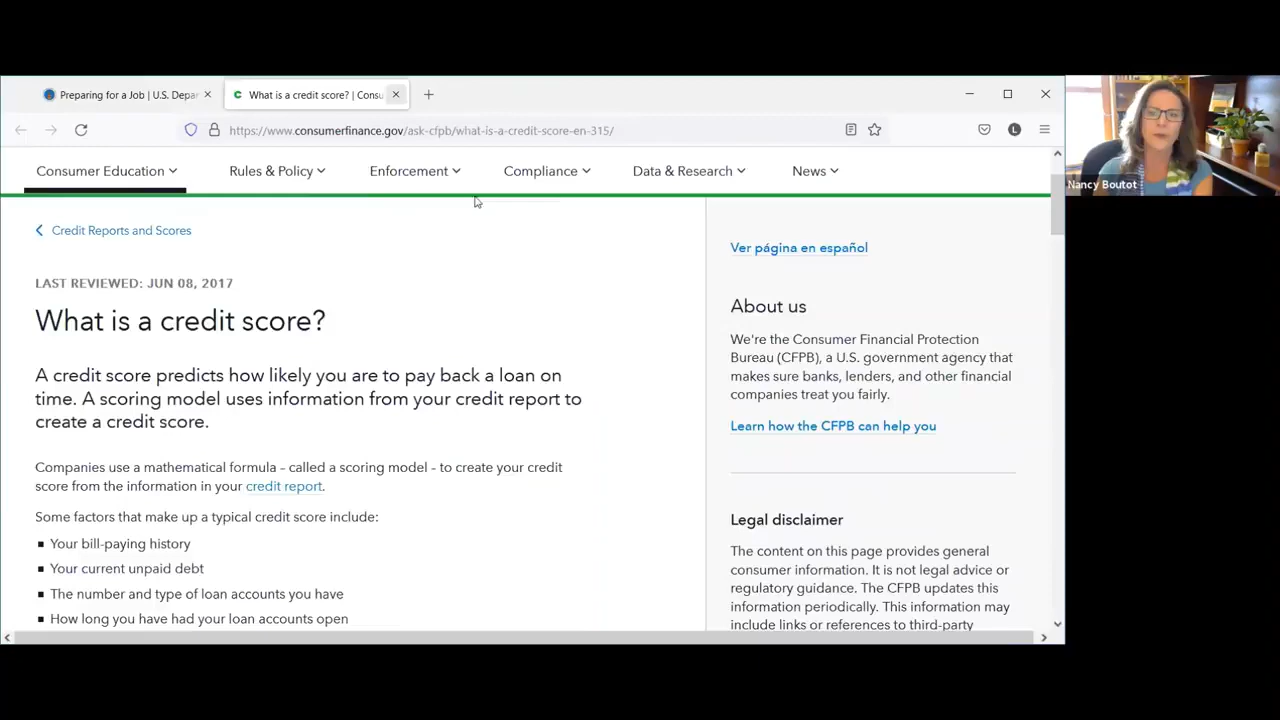 Preparing for a Job | U.S. Depar
What is a credit score? | Consu
https://www.consumerfinance.gov/ask-cfpb/what-is-a-credit-score-en-315/
L
Consumer Education
Rules & Policy
Enforcement
Compliance
Data & Research
News
Nancy Boutot
Credit Reports and Scores
LAST REVIEWED: JUN 08, 2017
What is a credit score?
A credit score predicts how likely you are to pay back a loan on
time. A scoring model uses information from your credit report to
create a credit score.
Companies use a mathematical formula – called a scoring model - to create your credit
score from the information in your credit report.
Some factors that make up a typical credit score include:
Your bill-paying history
Your current unpaid debt
The number and type of loan accounts you have
How long you have had your loan accounts open
Ver página en español
About us
We're the Consumer Financial Protection
Bureau (CFPB), a U.S. government agency that
makes sure banks, lenders, and other financial
companies treat you fairly.
Learn how the CFPB can help you
Legal disclaimer
The content on this page provides general
consumer information. It is not legal advice or
regulatory guidance. The CFPB updates this
information periodically. This information may
include links or references to third-party